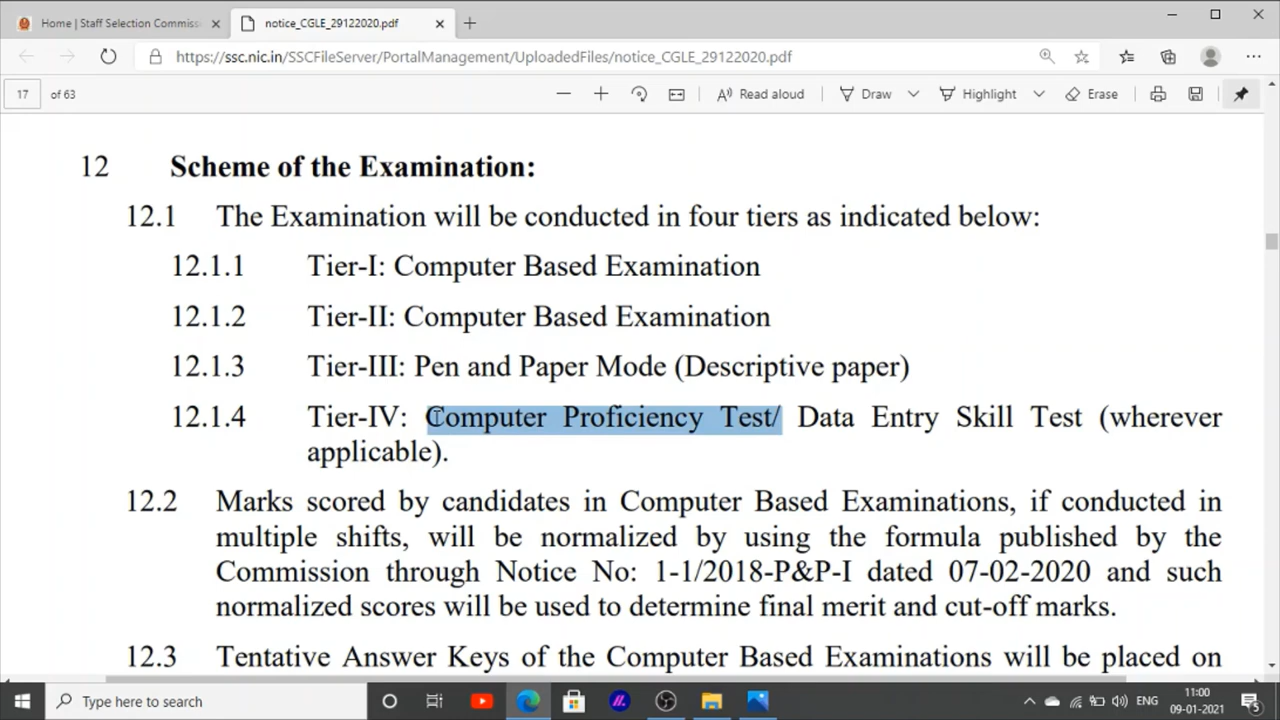 Home | Staff Selection Commiss
notice_CGLE_29122020.pdf
https://ssc.nic.in/SSCFileServer/PortalManagement/UploadedFiles/notice_CGLE_29122020.pdf
17 of 63
Read aloud
Draw
Highlight
Erase
12 Scheme of the Examination:
12.1 The Examination will be conducted in four tiers as indicated below:
12.1.1 Tier-I: Computer Based Examination
12.1.2 Tier-II: Computer Based Examination
12.1.3 Tier-III: Pen and Paper Mode (Descriptive paper)
12.1.4 Tier-IV: Computer Proficiency Test/ Data Entry Skill Test (wherever
applicable).
12.2 Marks scored by candidates in Computer Based Examinations, if conducted in
multiple shifts, will be normalized by using the formula published by the
Commission through Notice No: 1-1/2018-P&P-I dated 07-02-2020 and such
normalized scores will be used to determine final merit and cut-off marks.
12.3 Tentative Answer Keys of the Computer Based Examinations will be placed on
Type here to search
ENG
11:00
09-01-2021
5